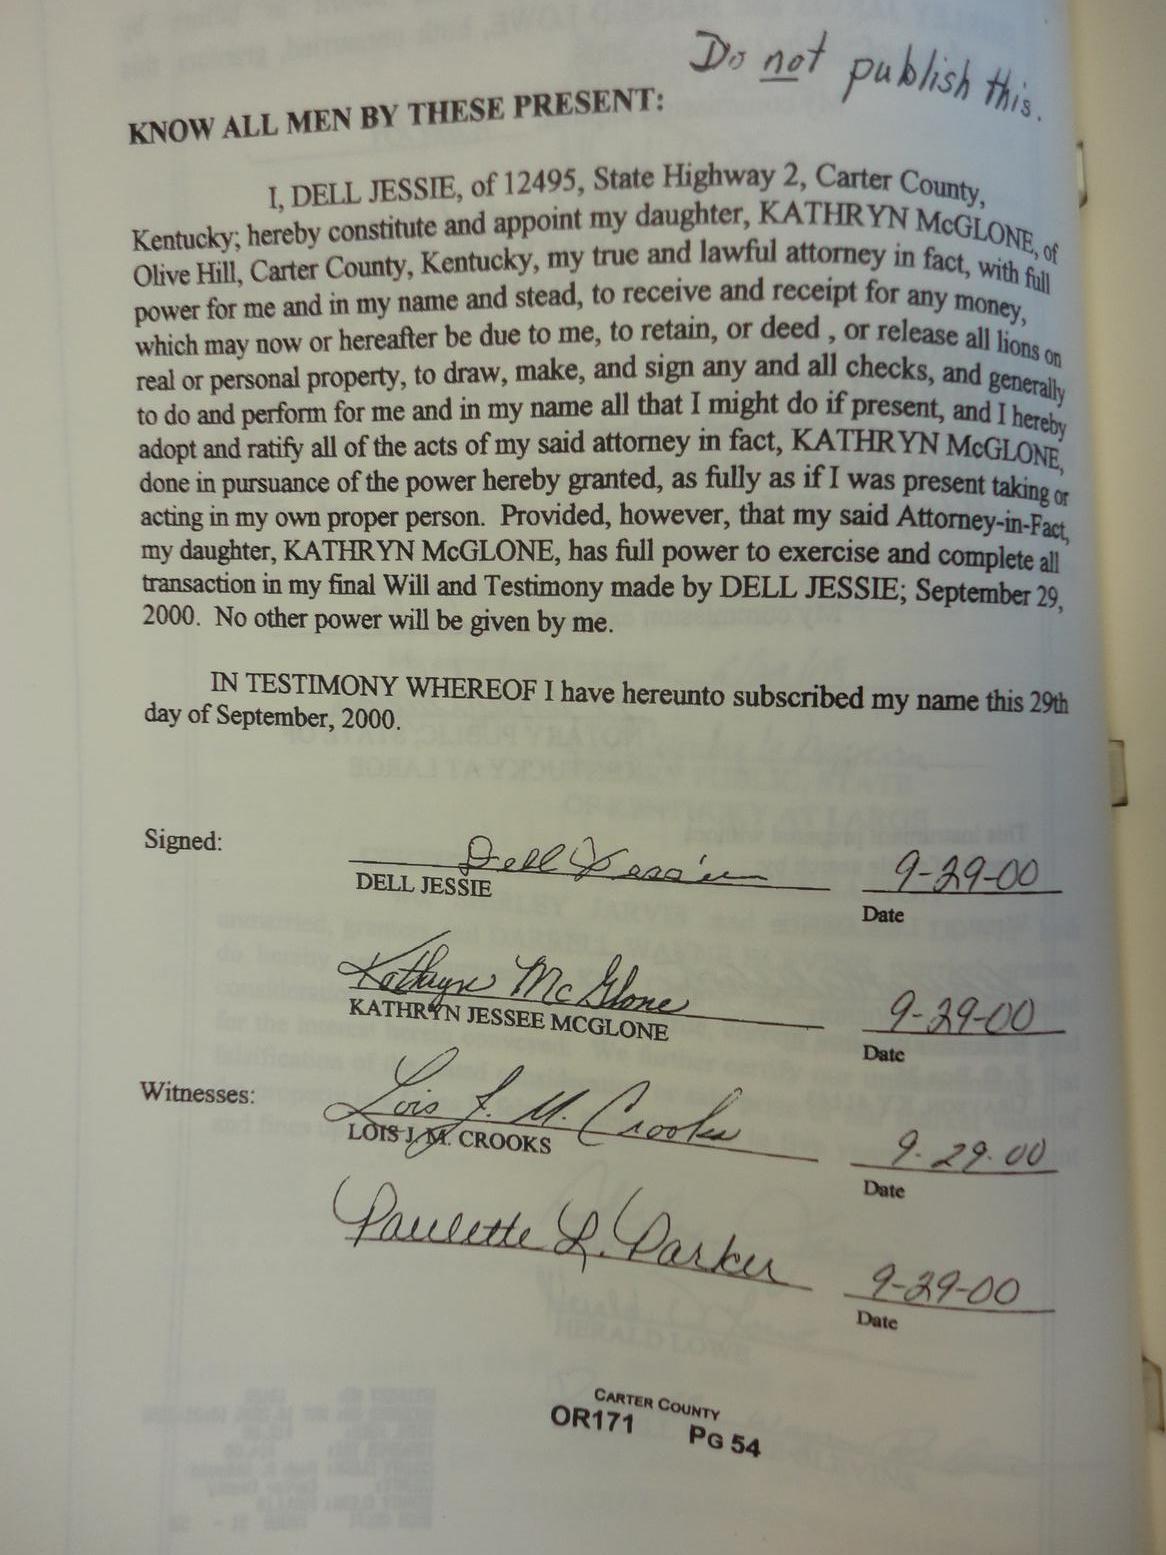 Do not publish this.
KNOW ALL MEN BY THESE PRESENT:
I, DELL JESSIE, of 12495, State Highway 2, Carter County,
Kentucky; hereby constitute and appoint my daughter, KATHRYN McGLONE, of
Olive Hill, Carter County, Kentucky, my true and lawful attorney in fact, with full
power for me and in my name and stead, to receive and receipt for any money,
which may now or hereafter be due to me, to retain, or deed , or release all lions on
real or personal property, to draw, make, and sign any and all checks, and generally
to do and perform for me and in my name all that I might do if present, and I hereby
adopt and ratify all of the acts of my said attorney in fact, KATHRYN McGLONE,
done in pursuance of the power hereby granted, as fully as if I was present taking or
acting in my own proper person. Provided, however, that my said Attorney-in-Fact,
my daughter, KATHRYN McGLONE, has full power to exercise and complete all
transaction in my final Will and Testimony made by DELL JESSIE; September 29,
2000. No other power will be given by me.
IN TESTIMONY WHEREOF I have hereunto subscribed my name this 29th
day of September, 2000.
Signed:
Dell Jessie 9-29-00
DELL JESSIE Date
Kathryn McGlone 9-29-00
KATHRYN JESSEE MCGLONE Date
Witnesses:
Lois J. M. Crooks 9-29-00
LOIS J. M. CROOKS Date
Paulette L. Parker 9-29-00
Date
CARTER COUNTY
OR171 PG 54